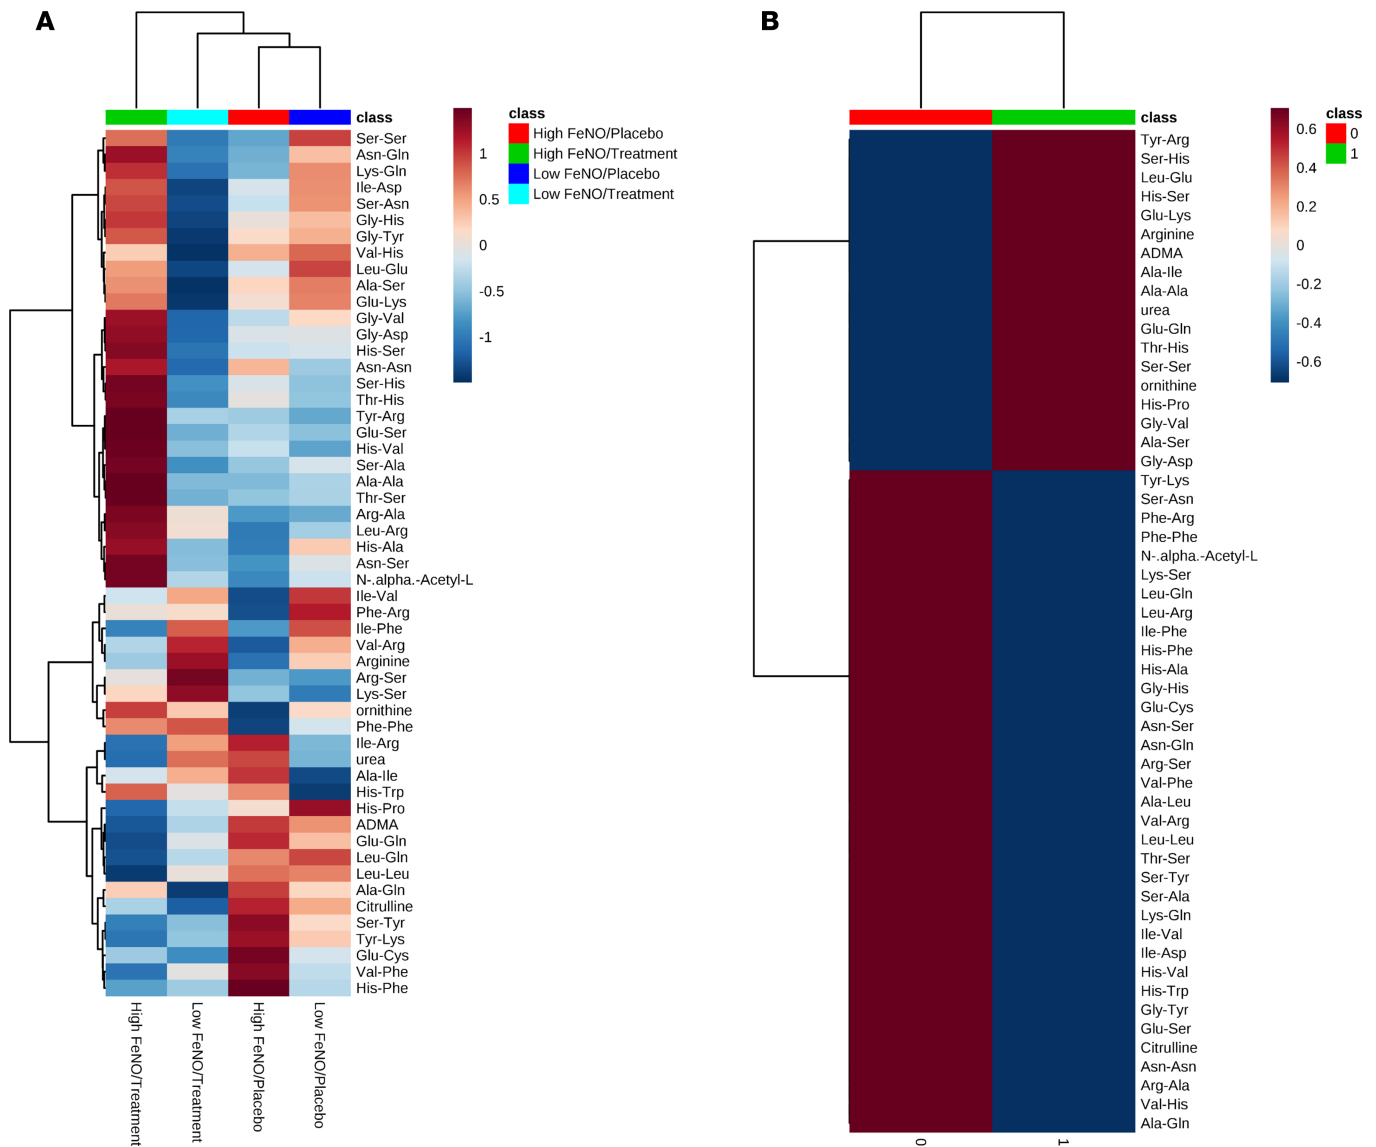 A
class
Ser-Ser
Asn-Gln
Lys-Gln
Ile-Asp
Ser-Asn
Gly-His
Gly-Tyr
Val-His
Leu-Glu
Ala-Ser
Glu-Lys
Gly-Val
Gly-Asp
His-Ser
Asn-Asn
Ser-His
Thr-His
Tyr-Arg
Glu-Ser
His-Val
Ser-Ala
Ala-Ala
Thr-Ser
Arg-Ala
Leu-Arg
His-Ala
Asn-Ser
N-.alpha.-Acetyl-L
Ile-Val
Phe-Arg
Ile-Phe
Val-Arg
Arginine
Arg-Ser
Lys-Ser
ornithine
Phe-Phe
Ile-Arg
urea
Ala-Ile
His-Trp
His-Pro
ADMA
Glu-Gln
Leu-Gln
Leu-Leu
Ala-Gln
Citrulline
Ser-Tyr
Tyr-Lys
Glu-Cys
Val-Phe
His-Phe
High FeNO/Treatment
Low FeNO/Treatment
High FeNO/Placebo
Low FeNO/Placebo
1
0.5
0
-0.5
-1
class
High FeNO/Placebo
High FeNO/Treatment
Low FeNO/Placebo
Low FeNO/Treatment
B
class
Tyr-Arg
Ser-His
Leu-Glu
His-Ser
Glu-Lys
Arginine
ADMA
Ala-Ile
Ala-Ala
urea
Glu-Gln
Thr-His
Ser-Ser
ornithine
His-Pro
Gly-Val
Ala-Ser
Gly-Asp
Tyr-Lys
Ser-Asn
Phe-Arg
Phe-Phe
N-.alpha.-Acetyl-L
Lys-Ser
Leu-Gln
Leu-Arg
Ile-Phe
His-Phe
His-Ala
Gly-His
Glu-Cys
Asn-Ser
Asn-Gln
Arg-Ser
Val-Phe
Ala-Leu
Val-Arg
Leu-Leu
Thr-Ser
Ser-Tyr
Ser-Ala
Lys-Gln
Ile-Val
Ile-Asp
His-Val
His-Trp
Gly-Tyr
Glu-Ser
Citrulline
Asn-Asn
Arg-Ala
Val-His
Ala-Gln
0
1
0.6
0.4
0.2
0
-0.2
-0.4
-0.6
class
0
1